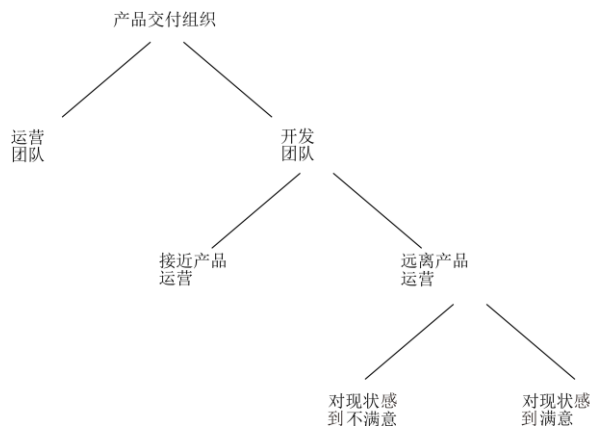 产品交付组织
运营
团队
开发
团队
接近产品
运营
远离产品
运营
对现状感
到不满意
对现状感
到满意